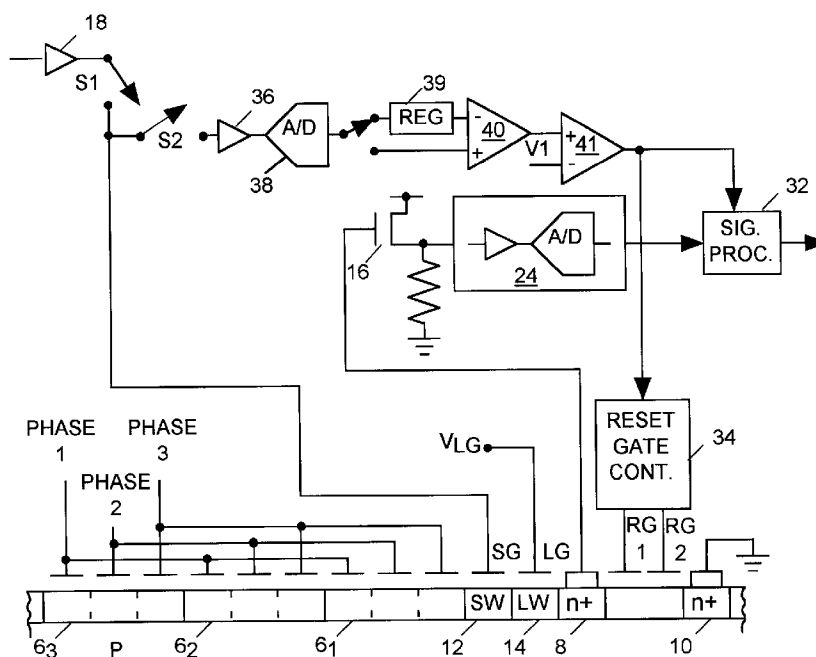 18
S1
S2
36
A/D
38
39
REG
-
40
+
V1
+
41
-
32
SIG.
PROC.
16
A/D
24
RESET
GATE
CONT.
34
PHASE
1
PHASE
2
PHASE
3
VLG
SG
LG
RG
1
RG
2
SW
LW
n+
n+
63
P
62
61
12
14
8
10